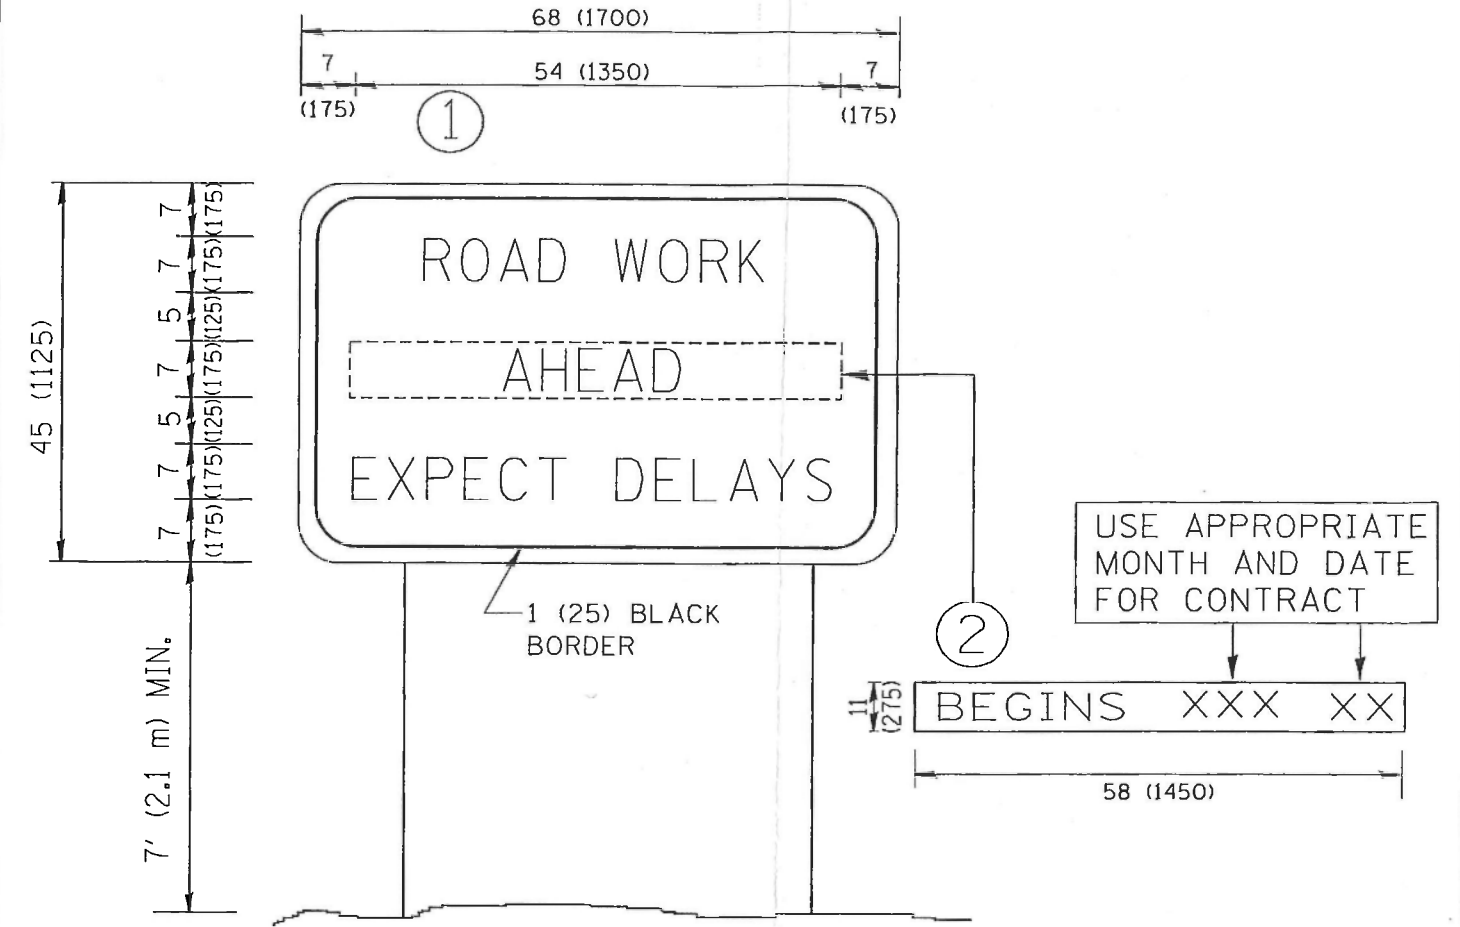 68 (1700)
7
54 (1350)
7
(175)
(175)
1
45 (1125)
7
(175)
7
(175)
5
(125)
7
(175)
5
(125)
7
(175)
7
(175)
ROAD WORK
AHEAD
EXPECT DELAYS
1 (25) BLACK
BORDER
7' (2.1 m) MIN.
2
USE APPROPRIATE
MONTH AND DATE
FOR CONTRACT
11
(275)
BEGINS XXX XX
58 (1450)